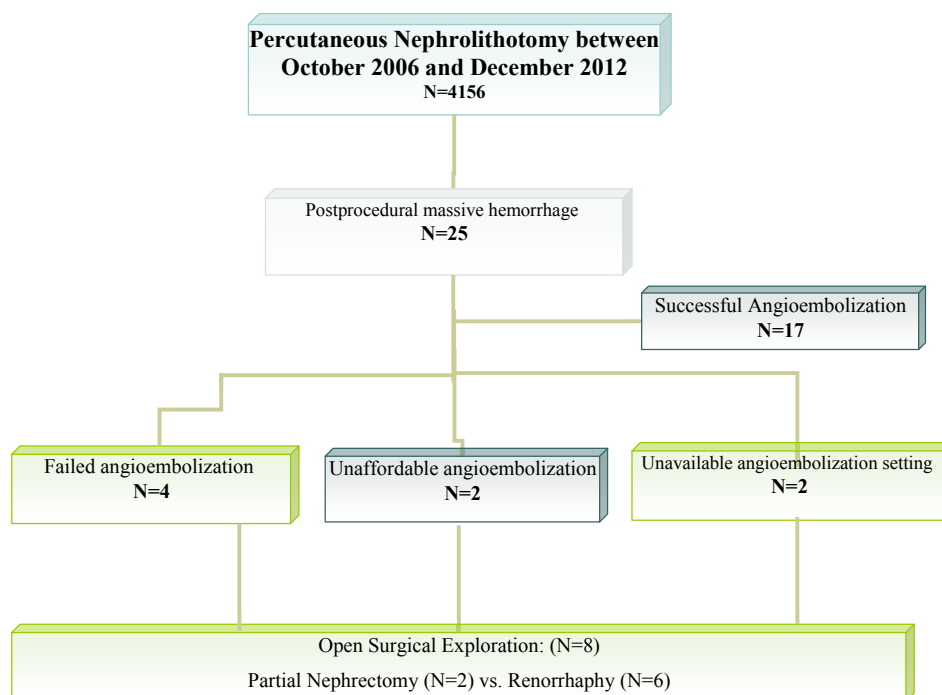 Percutaneous Nephrolithotomy between
October 2006 and December 2012
N=4156
Postprocedural massive hemorrhage
N=25
Successful Angioembolization
N=17
Failed angioembolization
N=4
Unaffordable angioembolization
N=2
Unavailable angioembolization setting
N=2
Open Surgical Exploration: (N=8)
Partial Nephrectomy (N=2) vs. Renorrhaphy (N=6)